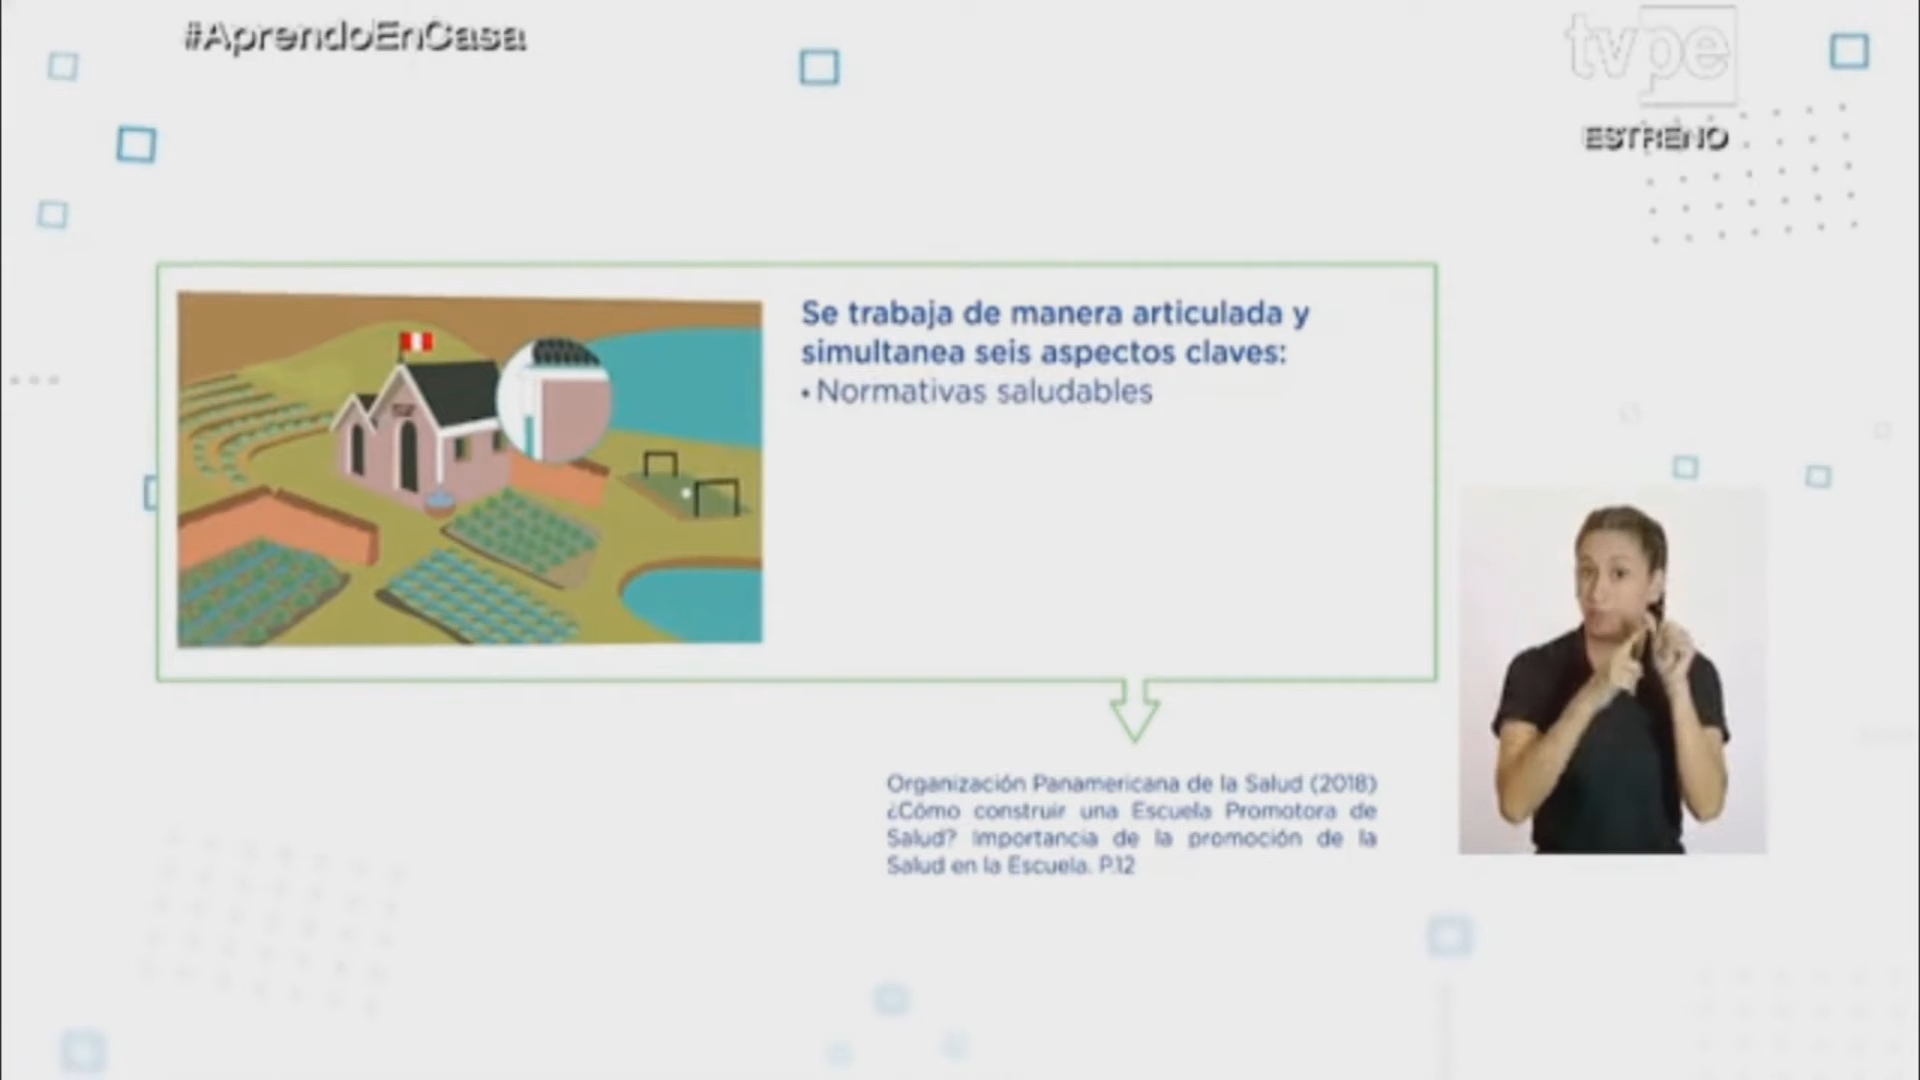 #AprendoEnCasa
tvpe
ESTRENO
Se trabaja de manera articulada y
simultanea seis aspectos claves:
• Normativas saludables
Organización Panamericana de la Salud (2018)
¿Cómo construir una Escuela Promotora de
Salud? Importancia de la promoción de la
Salud en la Escuela. P.12